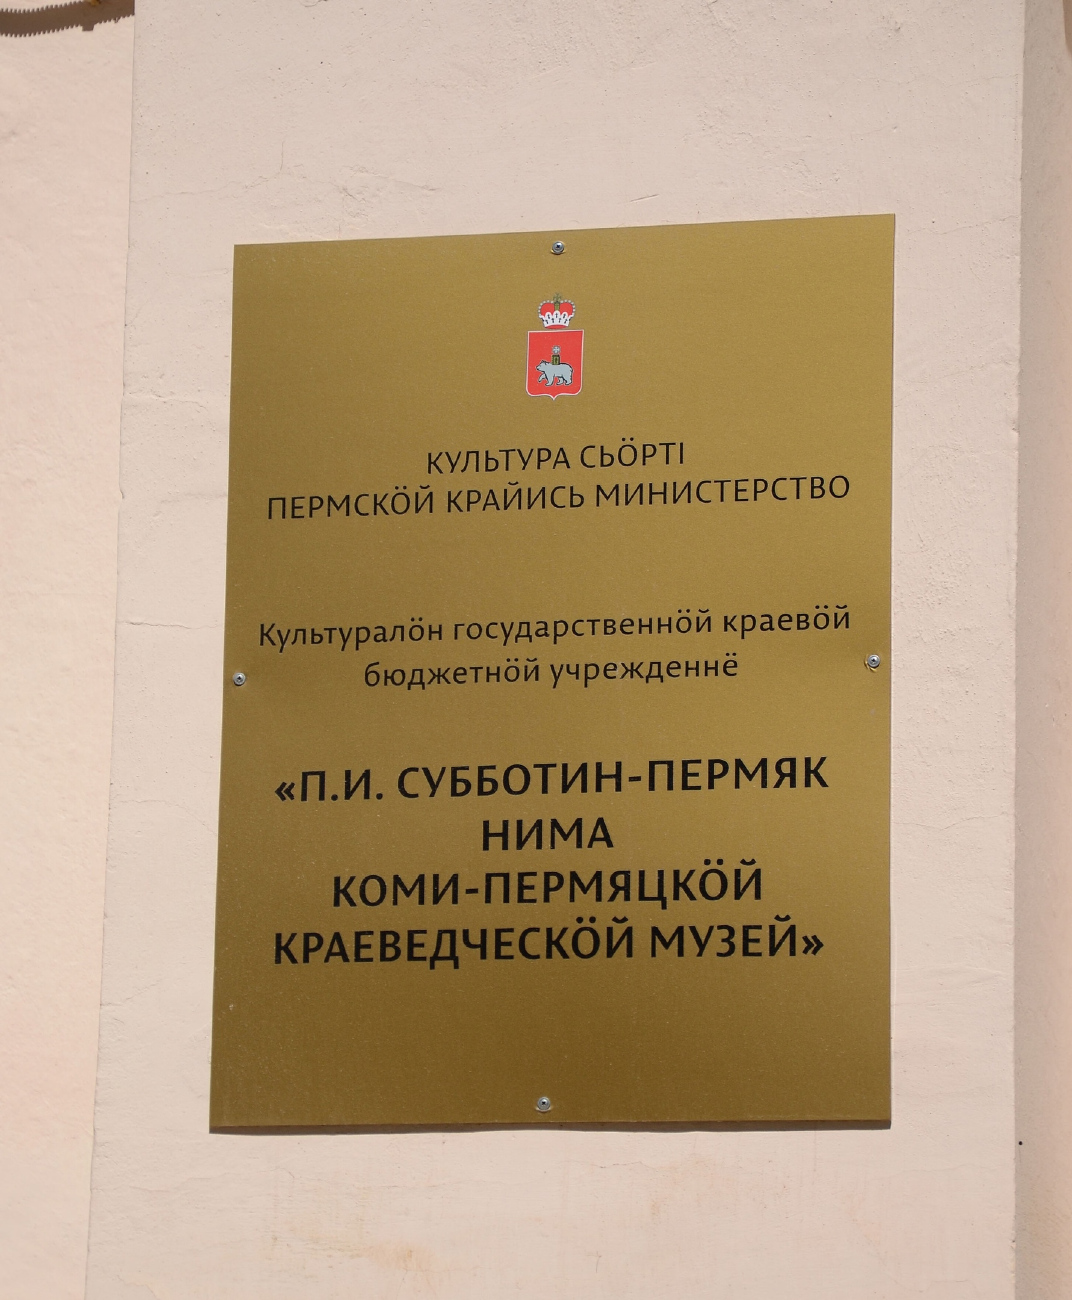 КУЛЬТУРА СЬӦРТІ
ПЕРМСКӦЙ КРАЙИСЬ МИНИСТЕРСТВО
Культуралӧн государственнӧй краевӧй
бюджетнӧй учрежденнё
«П.И. СУББОТИН-ПЕРМЯК
НИМА
КОМИ-ПЕРМЯЦКӦЙ
КРАЕВЕДЧЕСКӦЙ МУЗЕЙ»